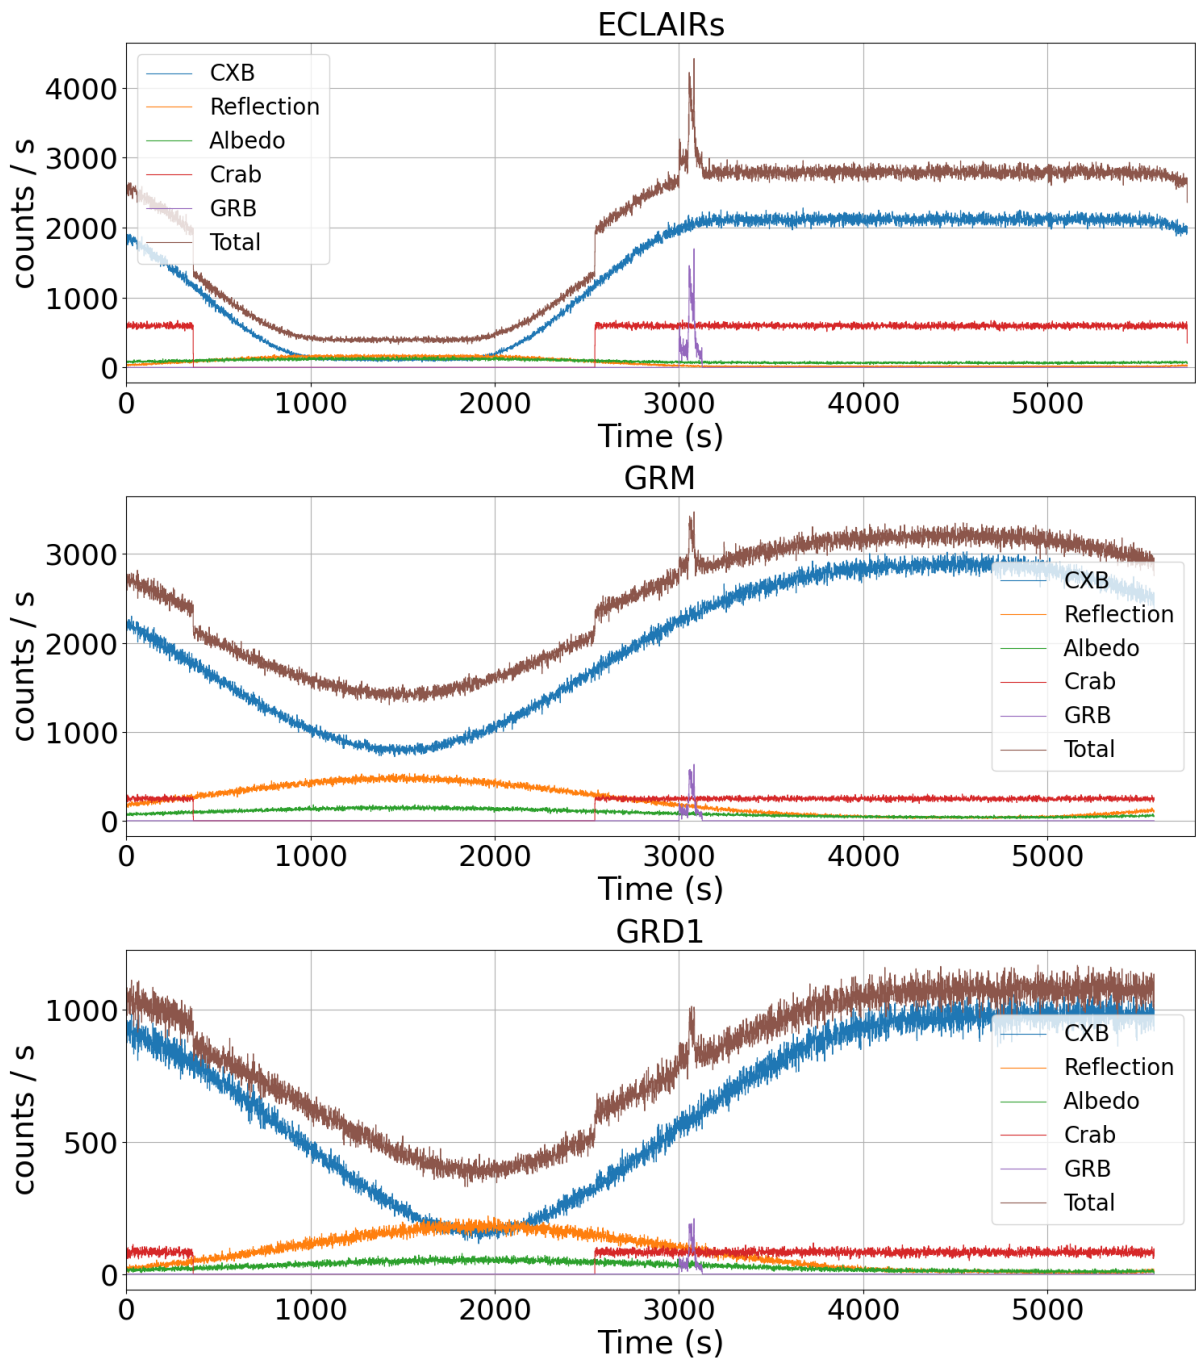 ECLAIRs
counts / s
4000
3000
2000
1000
0
CXB
Reflection
Albedo
Crab
GRB
Total
0 1000 2000 3000 4000 5000
Time (s)
GRM
counts / s
3000
2000
1000
0
CXB
Reflection
Albedo
Crab
GRB
Total
0 1000 2000 3000 4000 5000
Time (s)
GRD1
counts / s
1000
500
0
CXB
Reflection
Albedo
Crab
GRB
Total
0 1000 2000 3000 4000 5000
Time (s)